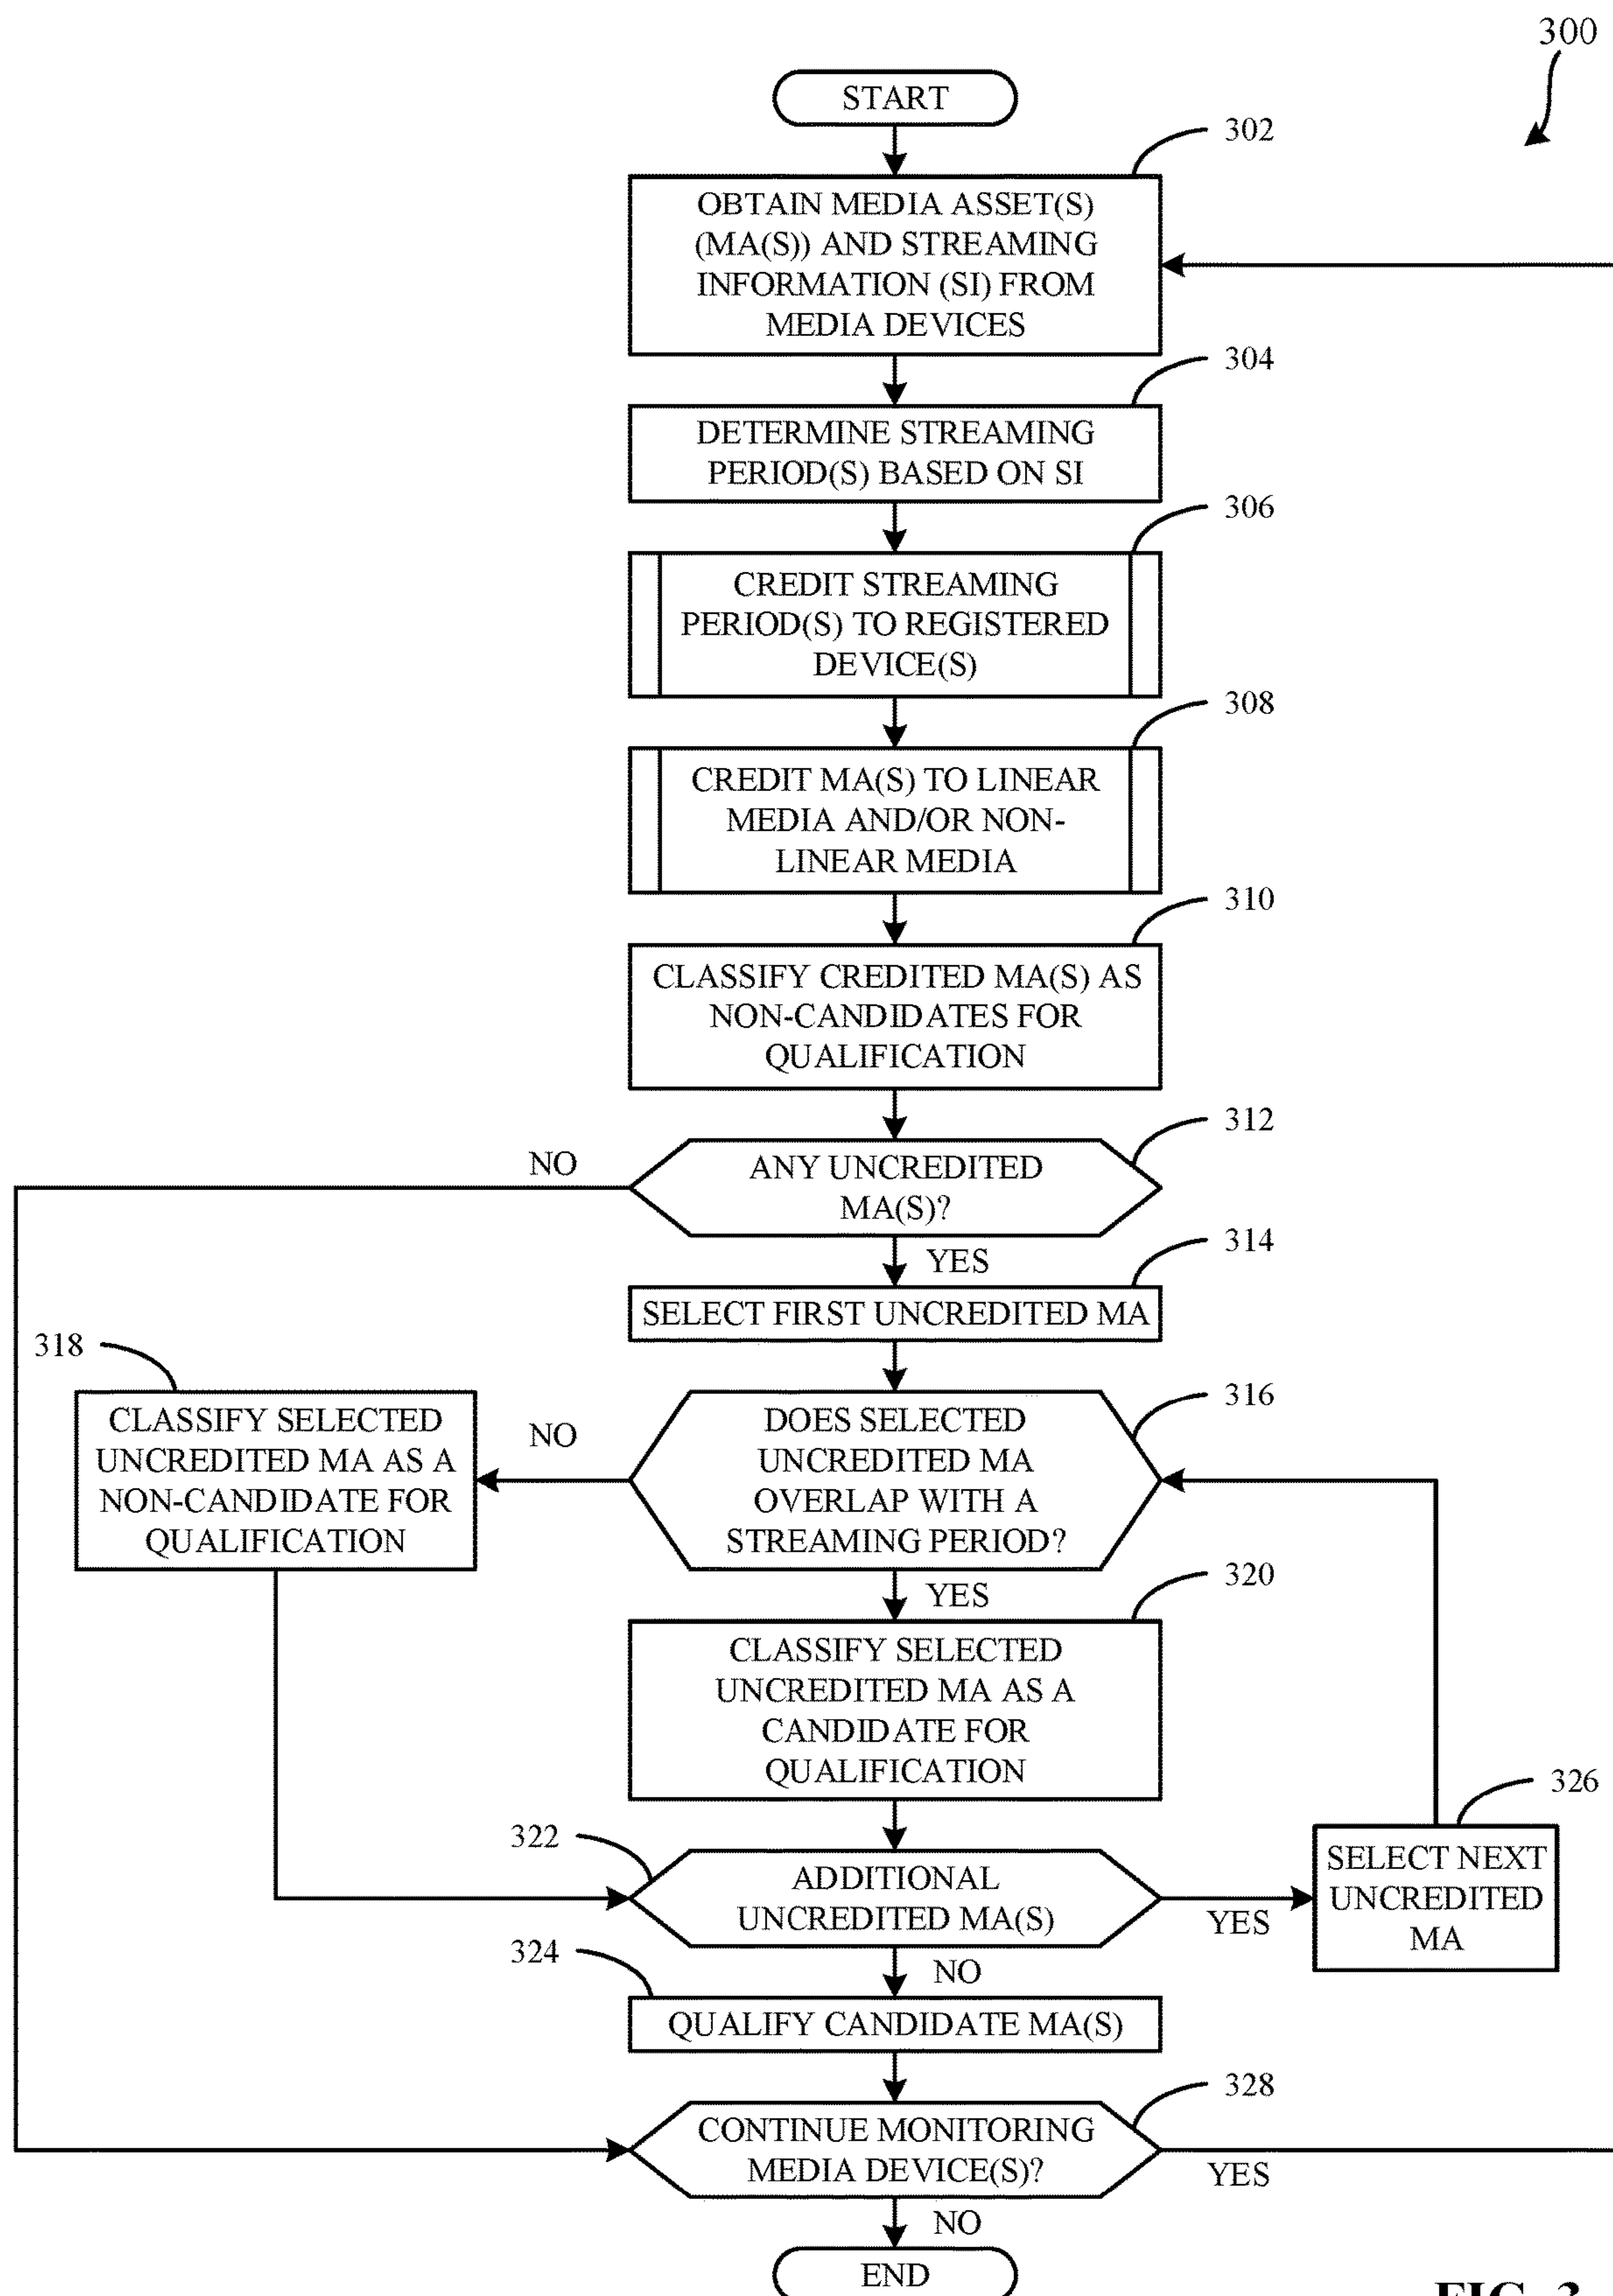 300
START
302
OBTAIN MEDIA ASSET(S)
(MA(S)) AND STREAMING
INFORMATION (SI) FROM
MEDIA DEVICES
304
DETERMINE STREAMING
PERIOD(S) BASED ON SI
306
CREDIT STREAMING
PERIOD(S) TO REGISTERED
DEVICE(S)
308
CREDIT MA(S) TO LINEAR
MEDIA AND/OR NON-
LINEAR MEDIA
310
CLASSIFY CREDITED MA(S) AS
NON-CANDIDATES FOR
QUALIFICATION
312
NO
ANY UNCREDITED
MA(S)?
YES
314
SELECT FIRST UNCREDITED MA
318
CLASSIFY SELECTED
UNCREDITED MA AS A
NON-CANDIDATE FOR
QUALIFICATION
NO
316
DOES SELECTED
UNCREDITED MA
OVERLAP WITH A
STREAMING PERIOD?
YES
320
CLASSIFY SELECTED
UNCREDITED MA AS A
CANDIDATE FOR
QUALIFICATION
326
SELECT NEXT
UNCREDITED
MA
322
ADDITIONAL
UNCREDITED MA(S)
YES
NO
324
QUALIFY CANDIDATE MA(S)
328
CONTINUE MONITORING
MEDIA DEVICE(S)?
YES
NO
END
FIG. 3